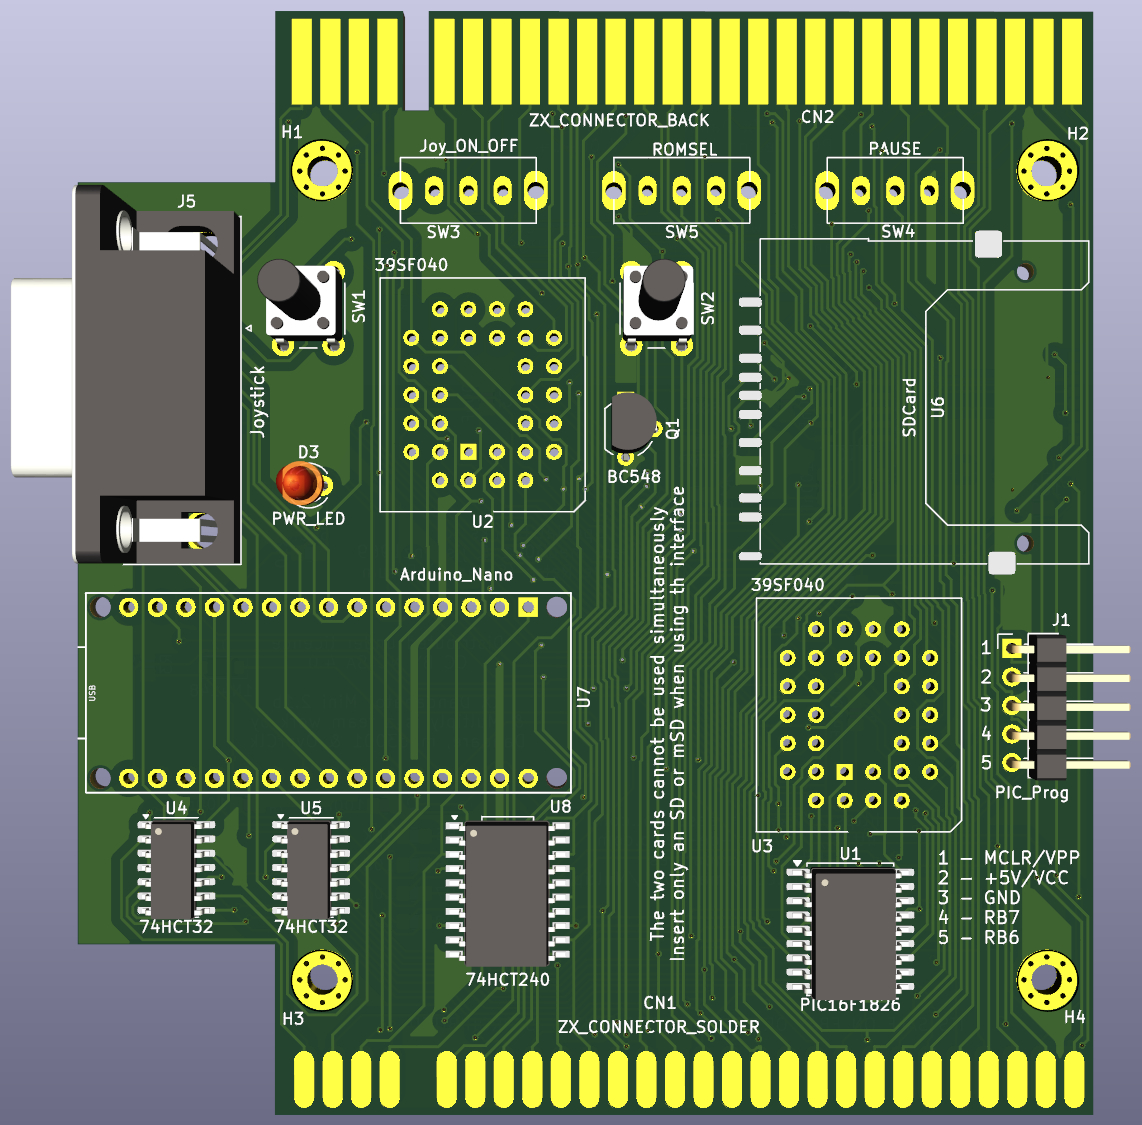 ZX_CONNECTOR_BACK
CN2
H1
H2
Joy_ON_OFF
ROMSEL
PAUSE
J5
SW3
SW5
SW4
39SF040
SW1
SW2
Joystick
SDCard
U6
Q1
D3
BC548
PWR_LED
U2
Arduino_Nano
39SF040
The two cards cannot be used simultaneously
Insert only an SD or mSD when using th interface
J1
1
2
3
4
5
USB
U7
PIC_Prog
U4
U5
U8
U3
U1
1 - MCLR/VPP
2 - +5V/VCC
3 - GND
4 - RB7
5 - RB6
74HCT32
74HCT32
74HCT240
PIC16F1826
CN1
H3
H4
ZX_CONNECTOR_SOLDER